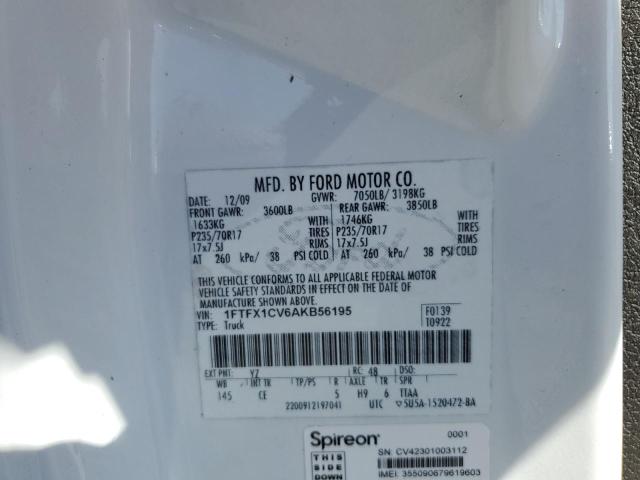 MFD. BY FORD MOTOR CO.
DATE: 12/09 GVWR: 7050LB/ 3198KG
FRONT GAWR: 3600LB REAR GAWR: 3850LB
1633KG WITH 1746KG WITH
P235/70R17 TIRES P235/70R17 TIRES
17x7.5J RIMS 17x7.5J RIMS
AT 260 kPa/ 38 PSI COLD AT 260 kPa/ 38 PSI COLD
THIS VEHICLE CONFORMS TO ALL APPLICABLE FEDERAL MOTOR
VEHICLE SAFETY STANDARDS IN EFFECT ON THE DATE OF
MANUFACTURE SHOWN ABOVE.
VIN: 1FTFX1CV6AKB56195 F0139
TYPE: Truck T0922
EXT PNT: YZ RC: 48 DSO:
WB INT TR TP/PS R AXLE TR SPR
145 CE 5 H9 6 TTAA
2200912197041 UTC ▽5U5A-1520472-BA
Spireon 0001
THIS SN: CV42301003112
SIDE
DOWN IMEI: 355090679619603